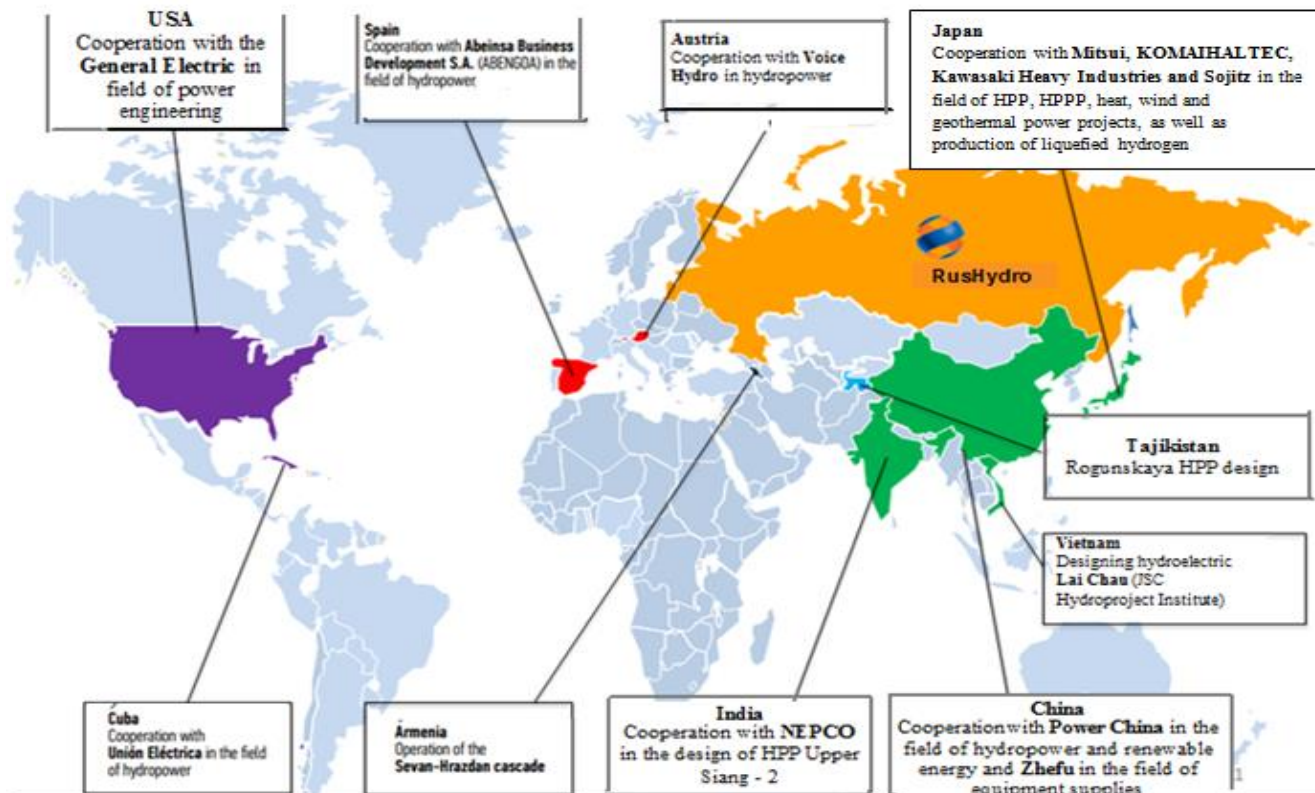 USA
Cooperation with the
General Electric in
field of power
engineering
Spain
Cooperation with Abeinsa Business
Development S.A. (ABENGOA) in the
field of hydropower
Austria
Cooperation with Voice
Hydro in hydropower
Japan
Cooperation with Mitsui, KOMAIHALTEC,
Kawasaki Heavy Industries and Sojitz in the
field of HPP, HPPP, heat, wind and
geothermal power projects, as well as
production of liquefied hydrogen
RusHydro
Tajikistan
Rogunskaya HPP design
Vietnam
Designing hydroelectric
Lai Chau (JSC
Hydroproject Institute)
Cuba
Cooperation with
Unión Eléctrica in the field
of hydropower
Armenia
Operation of the
Sevan-Hrazdan cascade
India
Cooperation with NEPCO
in the design of HPP Upper
Siang - 2
China
Cooperation with Power China in the
field of hydropower and renewable
energy and Zhefu in the field of
equipment supplies
1